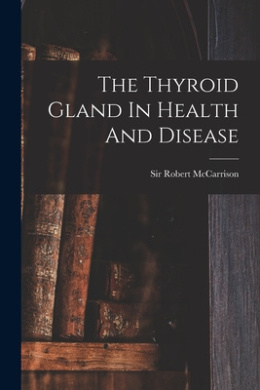 The Thyroid
Gland In Health
And Disease
Sir Robert McCarrison